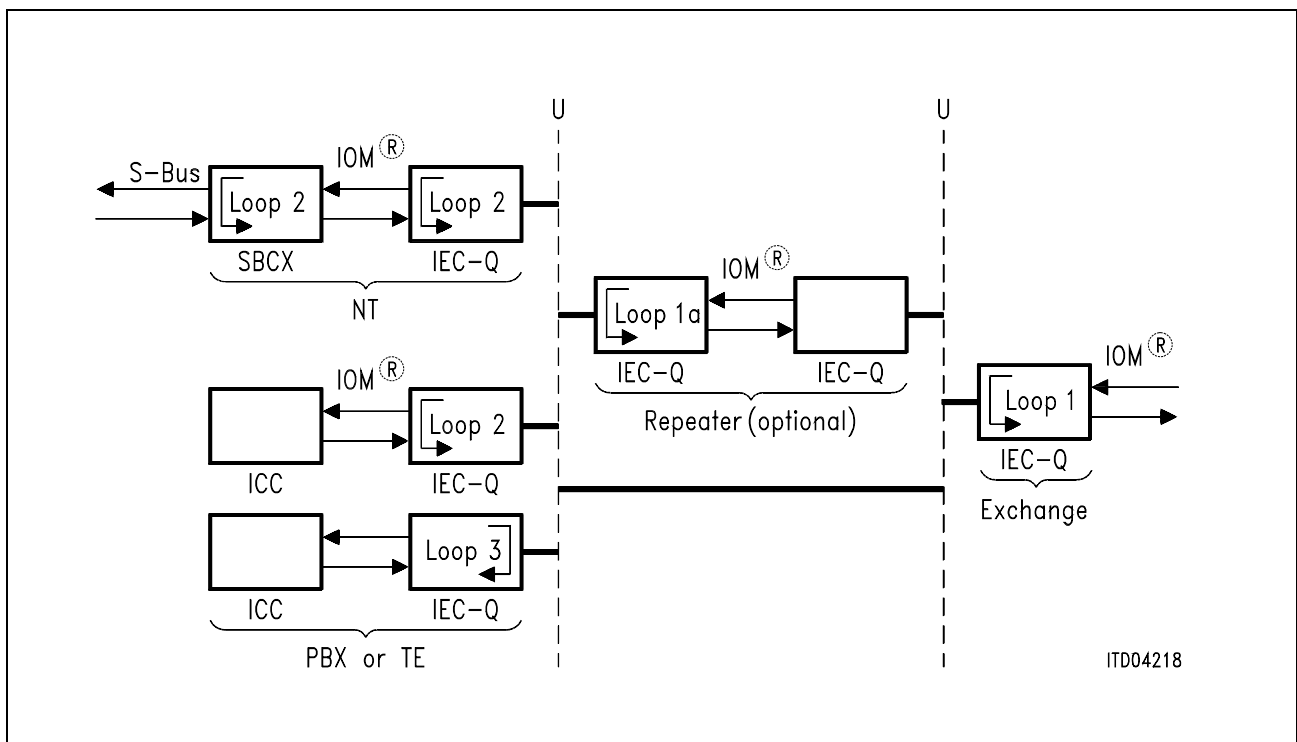 U
U
S-Bus
IOM®
Loop 2
Loop 2
SBCX
IEC-Q
NT
IOM®
Loop 1a
IEC-Q
IEC-Q
Repeater (optional)
IOM®
Loop 1
IEC-Q
Exchange
IOM®
Loop 2
ICC
IEC-Q
Loop 3
ICC
IEC-Q
PBX or TE
ITD04218